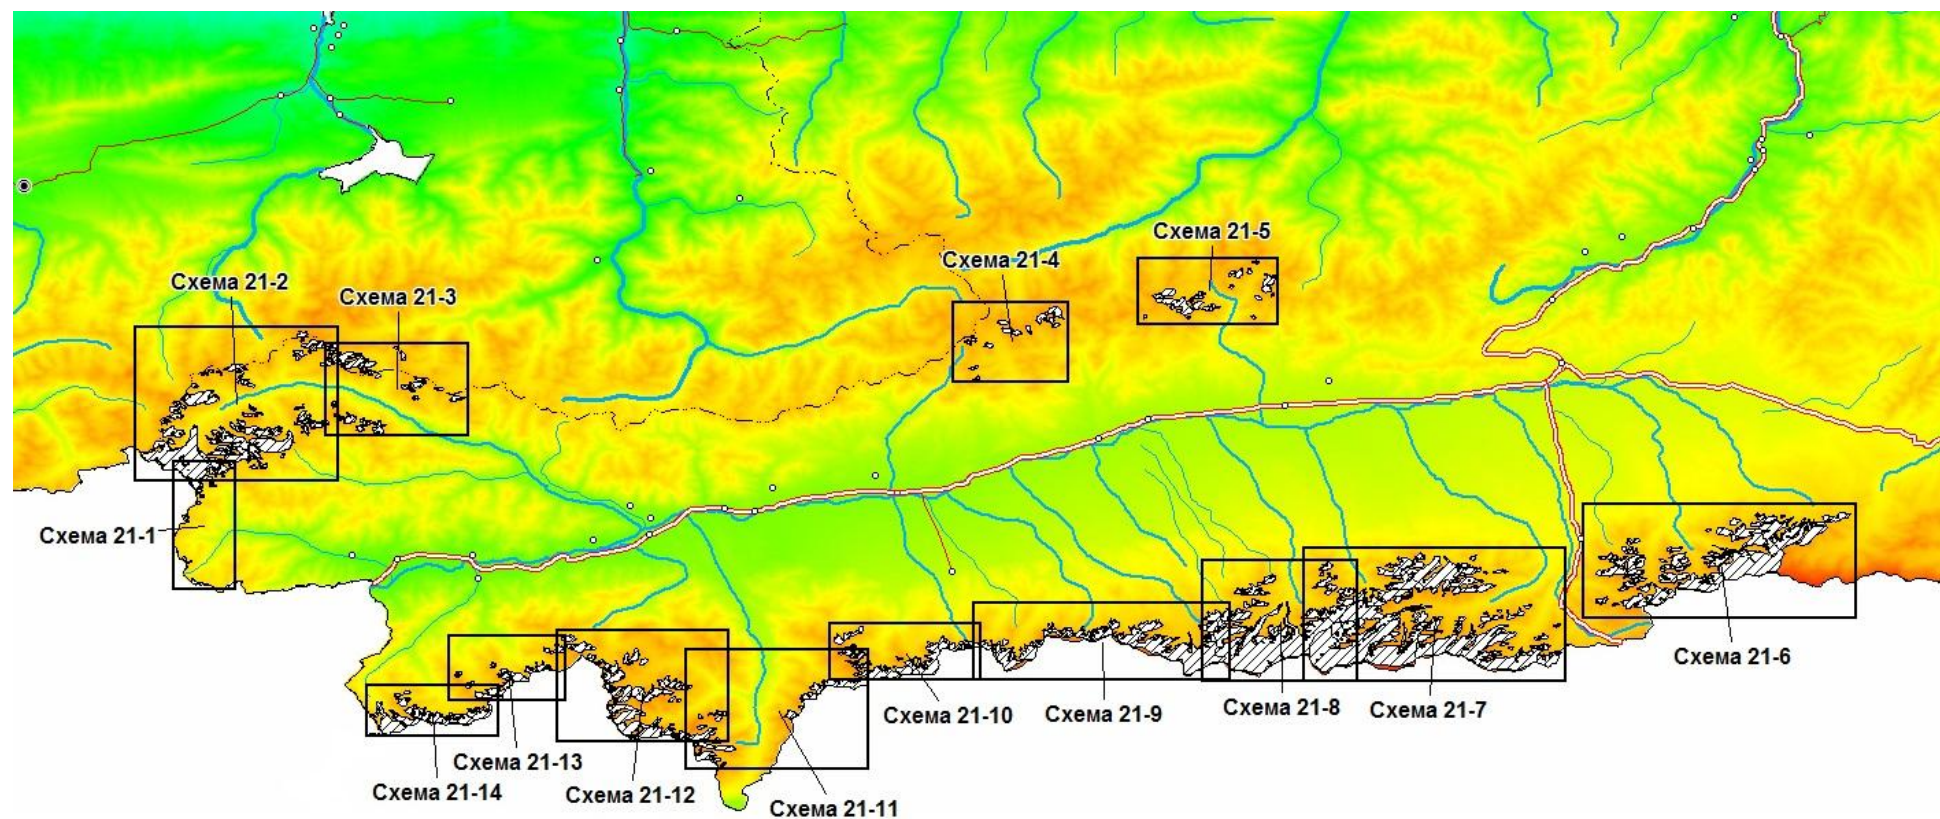 Схема 21-5
Схема 21-4
Схема 21-2
Схема 21-3
Схема 21-1
Схема 21-6
Схема 21-10
Схема 21-9
Схема 21-8
Схема 21-7
Схема 21-13
Схема 21-14
Схема 21-12
Схема 21-11